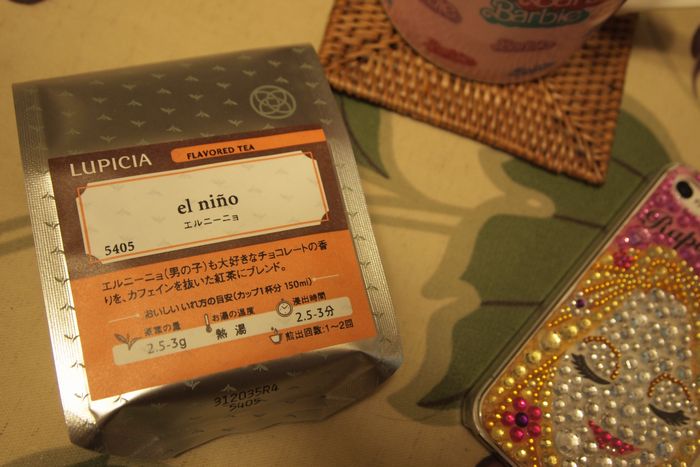 Barbie
LUPICIA
FLAVORED TEA
el niño
エルニーニョ
5405
エルニーニョ(男の子)も大好きなチョコレートの香
りを、カフェインを抜いた紅茶にブレンド。
おいしいいれ方の目安(カップ1杯分 150ml)
茶葉の量
2.5-3g
お湯の温度
熱湯
湧出時間
2.5-3分
煎出回数:1~2回
312035R4
5405